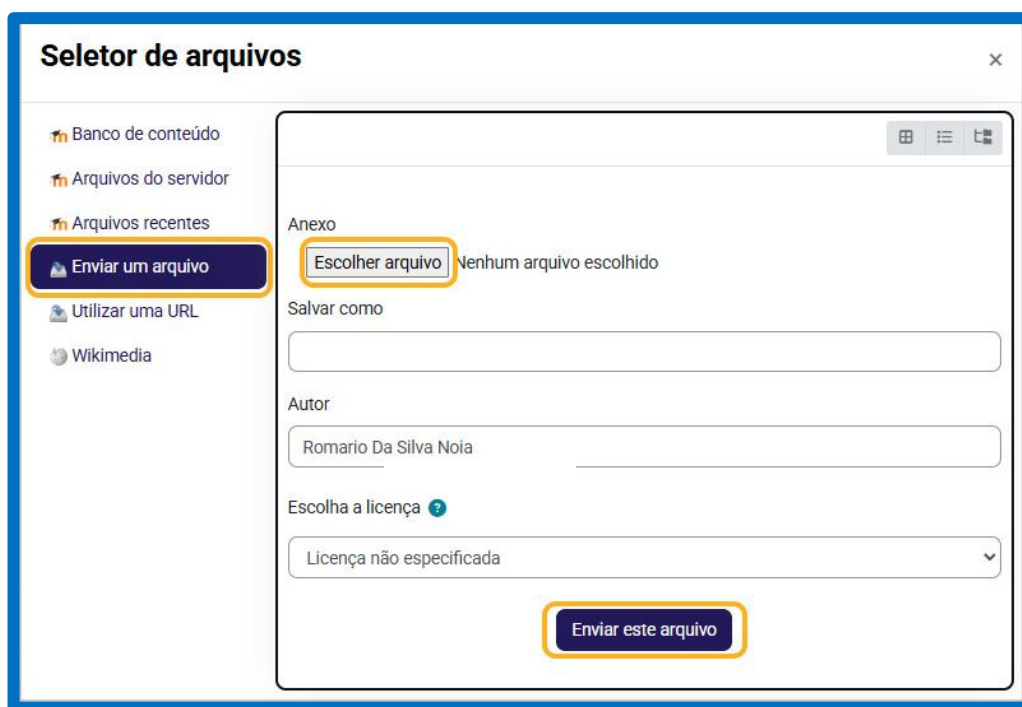 Seletor de arquivos
×
Banco de conteúdo
Arquivos do servidor
Arquivos recentes
Enviar um arquivo
Utilizar uma URL
Wikimedia
Anexo
Escolher arquivo Nenhum arquivo escolhido
Salvar como
Autor
Romario Da Silva Noia
Escolha a licença ?
Licença não especificada
Enviar este arquivo